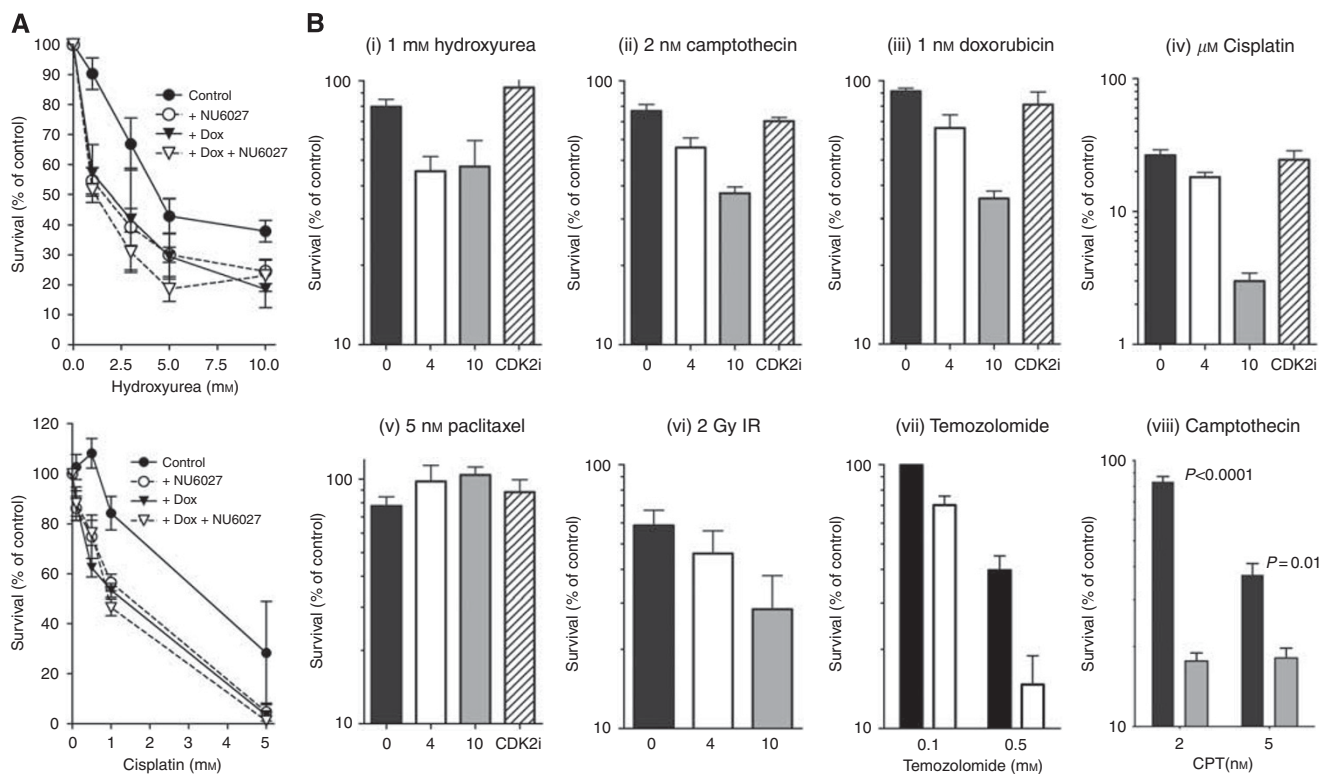 A
100
90
80
70
60
50
40
30
20
10
0
Survival (% of control)
Control
+ NU6027
+ Dox
+ Dox + NU6027
0.0 2.5 5.0 7.5 10.0
Hydroxyurea (mM)
120
100
80
60
40
20
0
Survival (% of control)
Control
+ NU6027
+ Dox
+ Dox + NU6027
0 1 2 3 4 5
Cisplatin (mM)
B
(i) 1 mM hydroxyurea
100
10
Survival (% of control)
0 4 10 CDK2i
(ii) 2 nM camptothecin
100
10
Survival (% of control)
0 4 10 CDK2i
(iii) 1 nM doxorubicin
100
10
Survival (% of control)
0 4 10 CDK2i
(iv) μM Cisplatin
100
10
1
Survival (% of control)
0 4 10 CDK2i
(v) 5 nM paclitaxel
100
10
Survival (% of control)
0 4 10 CDK2i
(vi) 2 Gy IR
100
10
Survival (% of control)
0 4 10
(vii) Temozolomide
100
10
Survival (% of control)
0.1 0.5
Temozolomide (mM)
(viii) Camptothecin
100
10
Survival (% of control)
P<0.0001
P=0.01
2 5
CPT(nM)